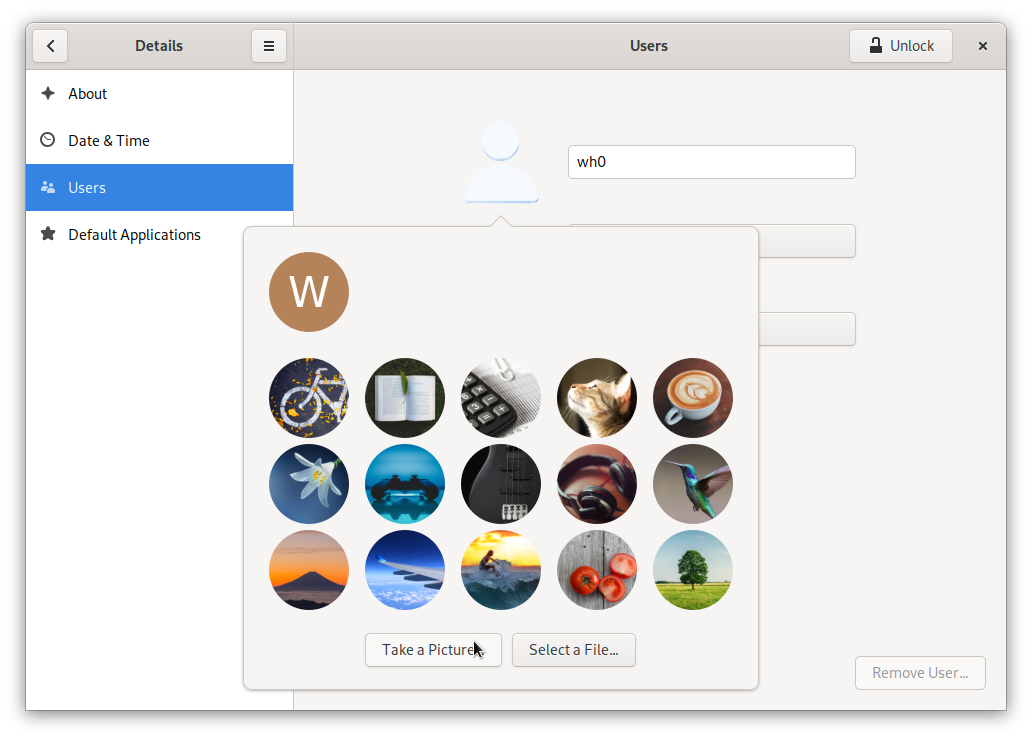 Details
Users
Unlock
About
Date & Time
Users
Default Applications
wh0
W
Take a Picture
Select a File...
Remove User...